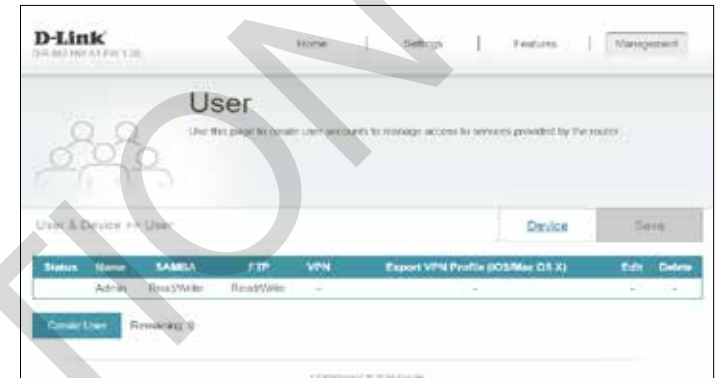 D-Link
Home | Settings | Features | Management
User
Use this page to create user accounts to manage access to services provided by the router
User & Device >> User
Device
Save
Status Name SAMBA FTP VPN Export VPN Profile (iOS/Mac OS X) Edit Delete
Admin Read/Write Read/Write - - - -
Create User Remaining: 9
TION